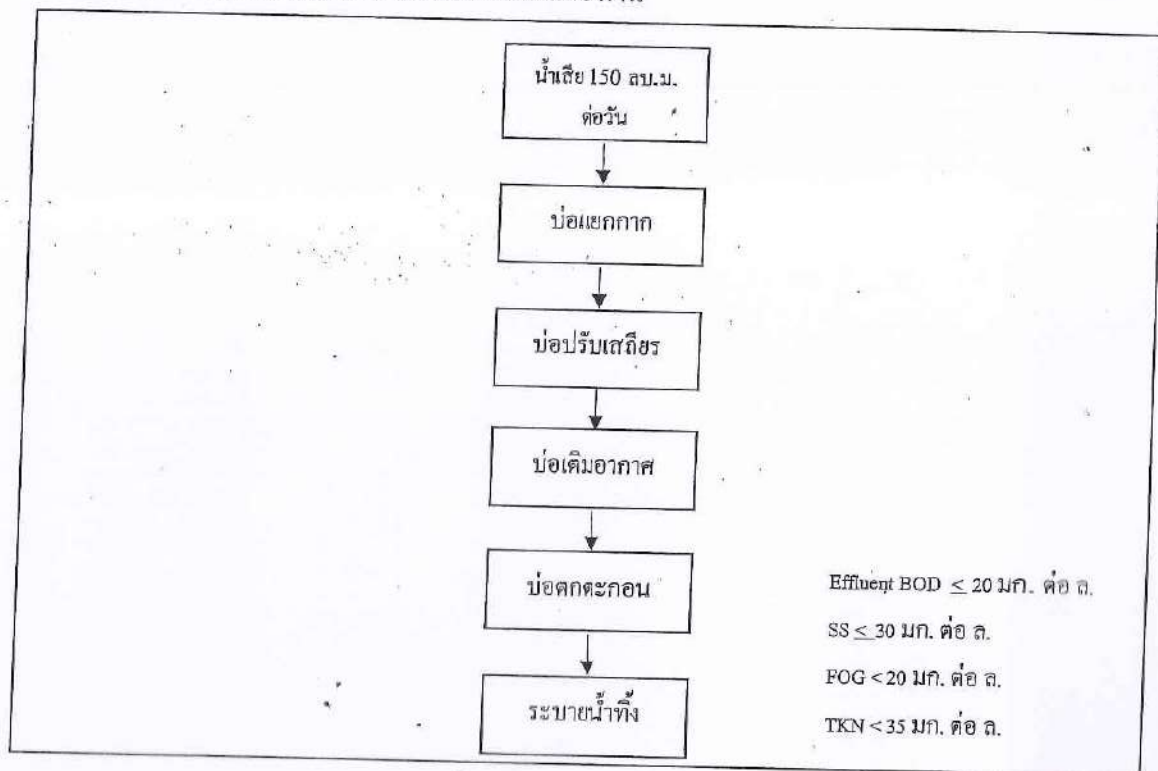 น้ำเสีย 150 ลบ.ม.
ต่อวัน
บ่อแยกกาก
บ่อปรับเสถียร
บ่อเติมอากาศ
บ่อตกตะกอน
ระบายน้ำทิ้ง
Effluent BOD ≤ 20 มก. ต่อ ล.
SS ≤ 30 มก. ต่อ ล.
FOG < 20 มก. ต่อ ล.
TKN < 35 มก. ต่อ ล.